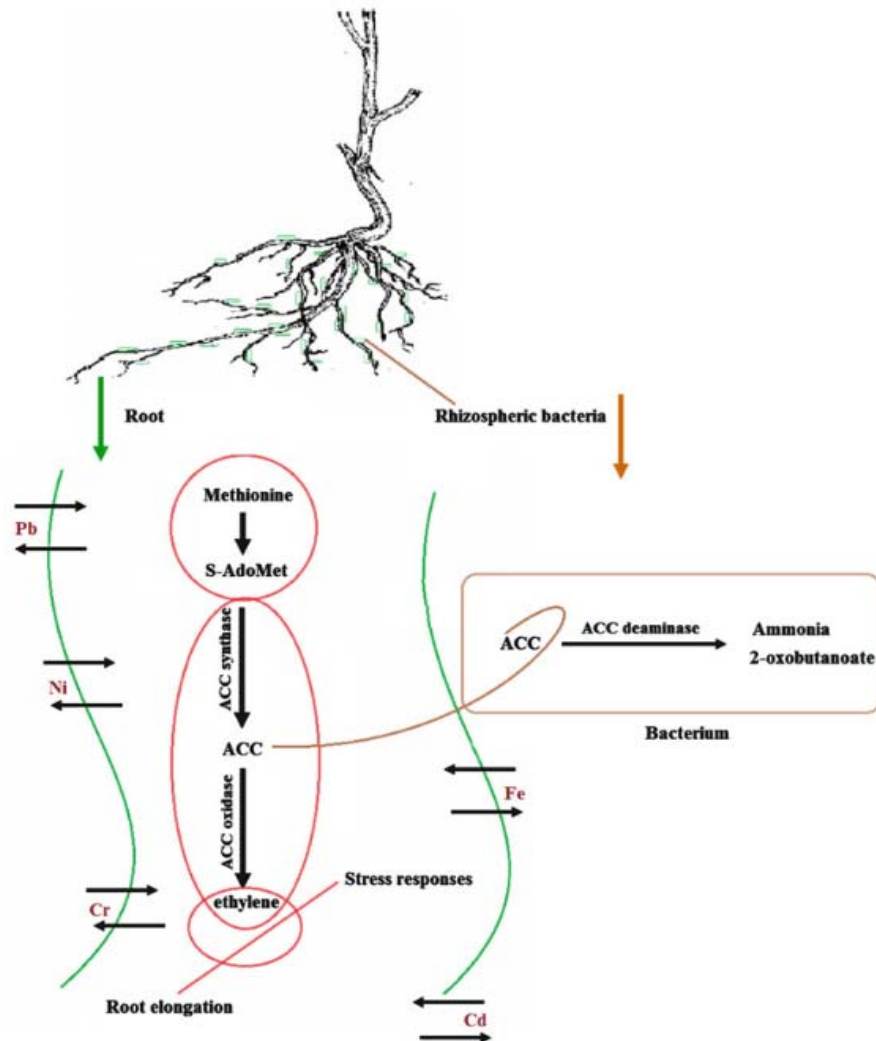 Root
Rhizospheric bacteria
Methionine
Pb
S-AdoMet
ACC synthase
ACC
ACC deaminase
Ammonia
2-oxobutanoate
Ni
Bacterium
ACC
Fe
ACC oxidase
Stress responses
ethylene
Cr
Root elongation
Cd